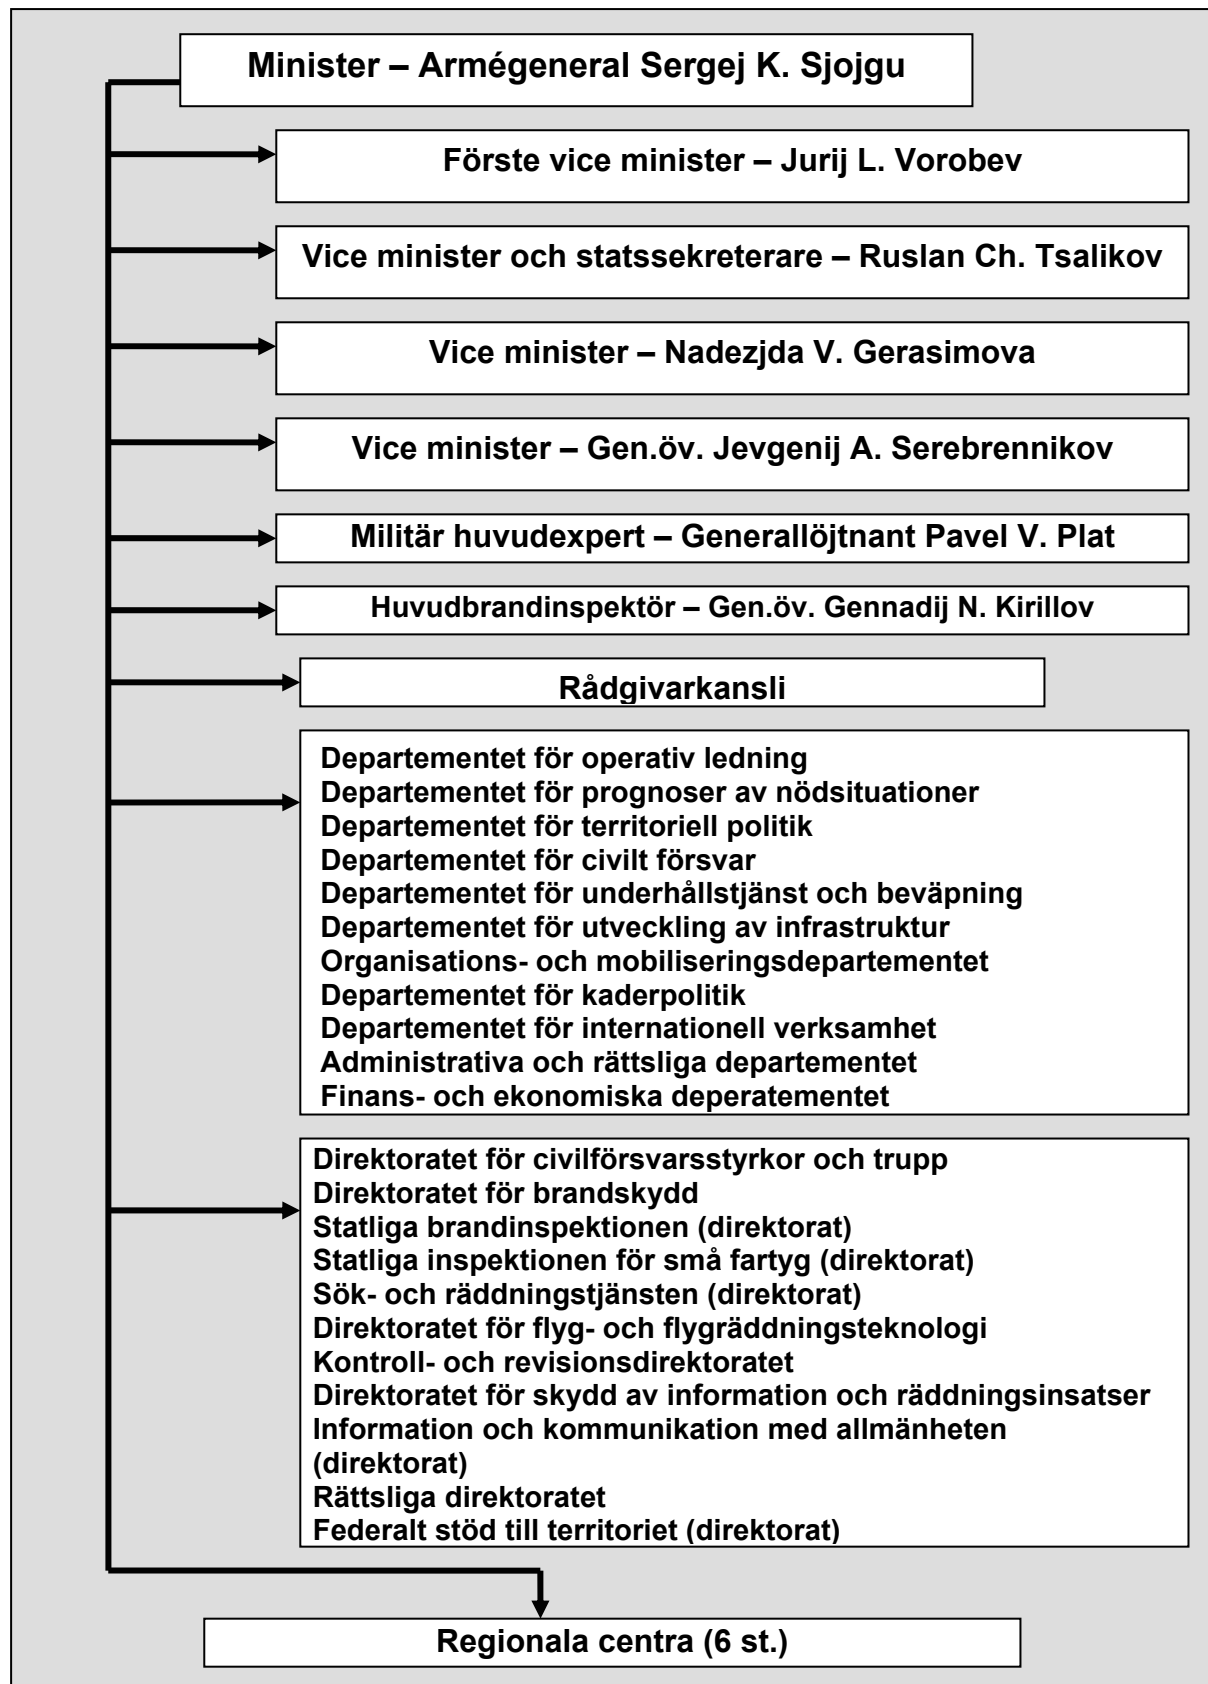 Minister – Armégeneral Sergej K. Sjojgu
Förste vice minister – Jurij L. Vorobev
Vice minister och statssekreterare – Ruslan Ch. Tsalikov
Vice minister – Nadezjda V. Gerasimova
Vice minister – Gen.öv. Jevgenij A. Serebrennikov
Militär huvudexpert – Generallöjtnant Pavel V. Plat
Huvudbrandinspektör – Gen.öv. Gennadij N. Kirillov
Rådgivarkansli
Departementet för operativ ledning
Departementet för prognoser av nödsituationer
Departementet för territoriell politik
Departementet för civilt försvar
Departementet för underhållstjänst och beväpning
Departementet för utveckling av infrastruktur
Organisations- och mobiliseringsdepartementet
Departementet för kaderpolitik
Departementet för internationell verksamhet
Administrativa och rättsliga departementet
Finans- och ekonomiska deperatementet
Direktoratet för civilförsvarsstyrkor och trupp
Direktoratet för brandskydd
Statliga brandinspektionen (direktorat)
Statliga inspektionen för små fartyg (direktorat)
Sök- och räddningstjänsten (direktorat)
Direktoratet för flyg- och flygräddningsteknologi
Kontroll- och revisionsdirektoratet
Direktoratet för skydd av information och räddningsinsatser
Information och kommunikation med allmänheten
(direktorat)
Rättsliga direktoratet
Federalt stöd till territoriet (direktorat)
Regionala centra (6 st.)